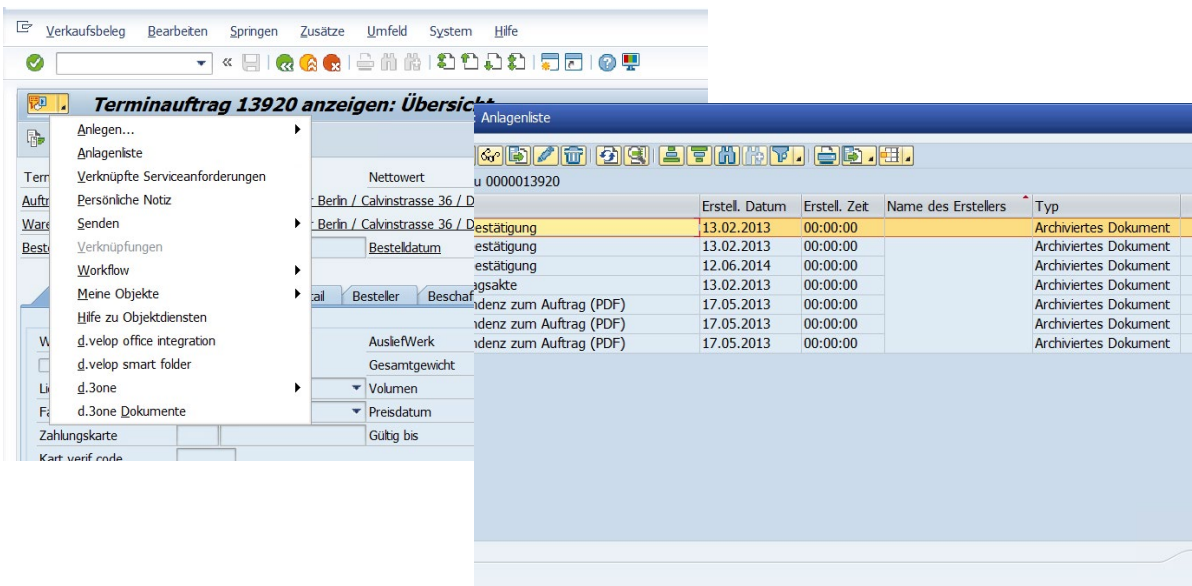 Verkaufsbeleg Bearbeiten Springen Zusätze Umfeld System Hilfe
Terminauftrag 13920 anzeigen: Übersicht
Anlegen...
Anlagenliste
Verknüpfte Serviceanforderungen
Persönliche Notiz
Senden
Verknüpfungen
Workflow
Meine Objekte
Hilfe zu Objektdiensten
d.velop office integration
d.velop smart folder
d.3one
d.3one Dokumente
Nettowert
Berlin / Calvinstrasse 36 / D
Berlin / Calvinstrasse 36 / D
Bestelldatum
Besteller
AusliefWerk
Gesamtgewicht
Volumen
Preisdatum
Zahlungskarte Gültig bis
Kart.verif.code
: Anlagenliste
0000013920
Erstell. Datum Erstell. Zeit Name des Erstellers Typ
estätigung 13.02.2013 00:00:00 Archiviertes Dokument
estätigung 13.02.2013 00:00:00 Archiviertes Dokument
estätigung 12.06.2014 00:00:00 Archiviertes Dokument
gsakte 13.02.2013 00:00:00 Archiviertes Dokument
ndenz zum Auftrag (PDF) 17.05.2013 00:00:00 Archiviertes Dokument
ndenz zum Auftrag (PDF) 17.05.2013 00:00:00 Archiviertes Dokument
ndenz zum Auftrag (PDF) 17.05.2013 00:00:00 Archiviertes Dokument